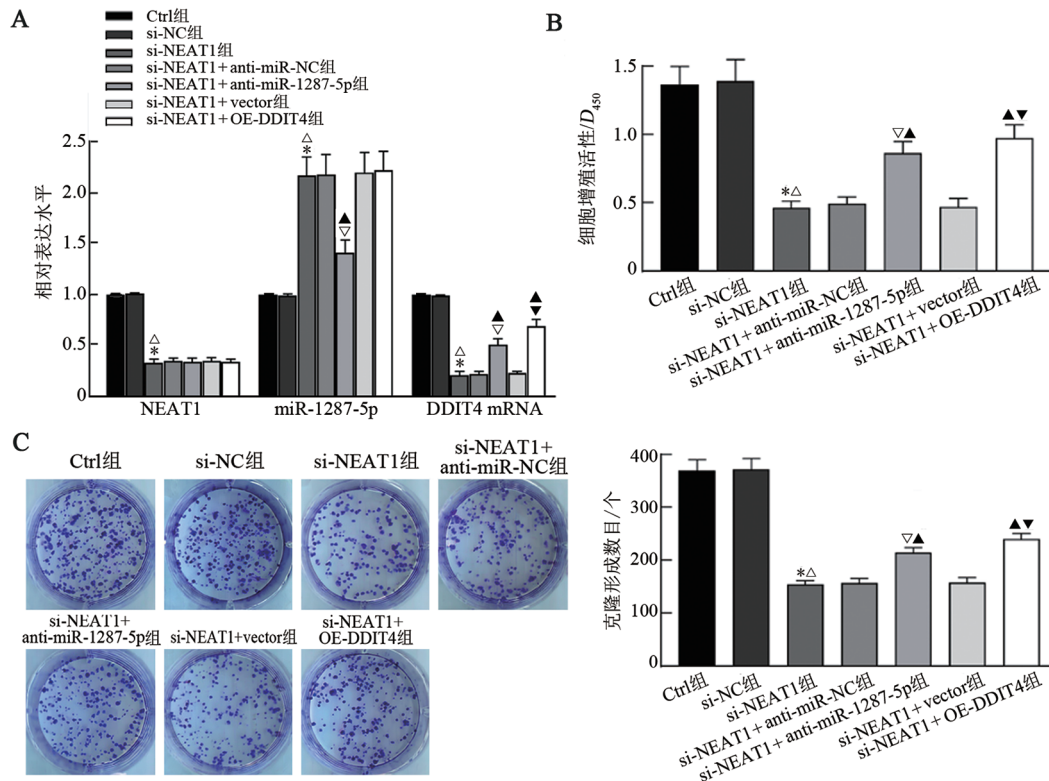 A
Ctrl组
si-NC组
si-NEAT1组
si-NEAT1+anti-miR-NC组
si-NEAT1+anti-miR-1287-5p组
si-NEAT1+vector组
si-NEAT1+OE-DDIT4组
相对表达水平
2.5
2.0
1.5
1.0
0.5
0
△
*
▲
▽
△
*
▲
▽
▲
▼
△
*
NEAT1
miR-1287-5p
DDIT4 mRNA
B
细胞增殖活性/D450
1.5
1.0
0.5
0
*△
▽▲
▲▼
Ctrl组
si-NC组
si-NEAT1组
si-NEAT1+anti-miR-NC组
si-NEAT1+anti-miR-1287-5p组
si-NEAT1+vector组
si-NEAT1+OE-DDIT4组
C
Ctrl组
si-NC组
si-NEAT1组
si-NEAT1+
anti-miR-NC组
si-NEAT1+
anti-miR-1287-5p组
si-NEAT1+vector组
si-NEAT1+
OE-DDIT4组
克隆形成数目/个
400
300
200
100
0
*△
▽▲
▲▼
Ctrl组
si-NC组
si-NEAT1组
si-NEAT1+anti-miR-NC组
si-NEAT1+anti-miR-1287-5p组
si-NEAT1+vector组
si-NEAT1+OE-DDIT4组